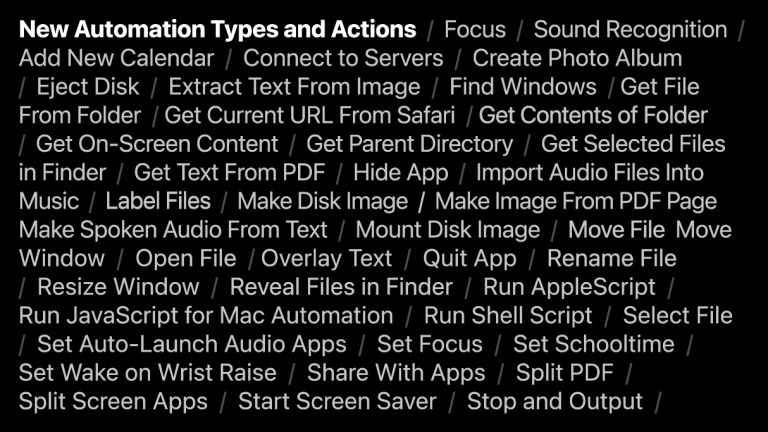 New Automation Types and Actions / Focus / Sound Recognition /
Add New Calendar / Connect to Servers / Create Photo Album
/ Eject Disk / Extract Text From Image / Find Windows / Get File
From Folder / Get Current URL From Safari / Get Contents of Folder
/ Get On-Screen Content / Get Parent Directory / Get Selected Files
in Finder / Get Text From PDF / Hide App / Import Audio Files Into
Music / Label Files / Make Disk Image / Make Image From PDF Page
Make Spoken Audio From Text / Mount Disk Image / Move File Move
Window / Open File / Overlay Text / Quit App / Rename File
/ Resize Window / Reveal Files in Finder / Run AppleScript /
Run JavaScript for Mac Automation / Run Shell Script / Select File
/ Set Auto-Launch Audio Apps / Set Focus / Set Schooltime /
Set Wake on Wrist Raise / Share With Apps / Split PDF /
Split Screen Apps / Start Screen Saver / Stop and Output /